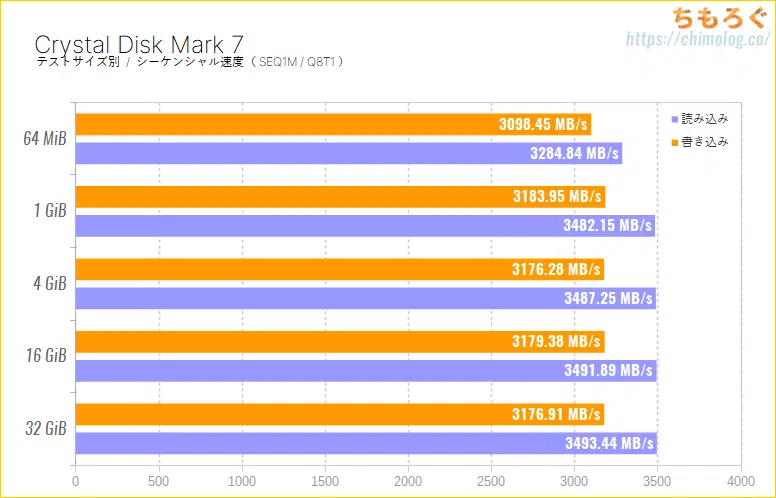 ちもろぐ
https://chimolog.co/
Crystal Disk Mark 7
テストサイズ別 / シーケンシャル速度（ SEQ1M / Q8T1 ）
読み込み
書き込み
64 MiB
3098.45 MB/s
3284.84 MB/s
1 GiB
3183.95 MB/s
3482.15 MB/s
4 GiB
3176.28 MB/s
3487.25 MB/s
16 GiB
3179.38 MB/s
3491.89 MB/s
32 GiB
3176.91 MB/s
3493.44 MB/s
0 500 1000 1500 2000 2500 3000 3500 4000